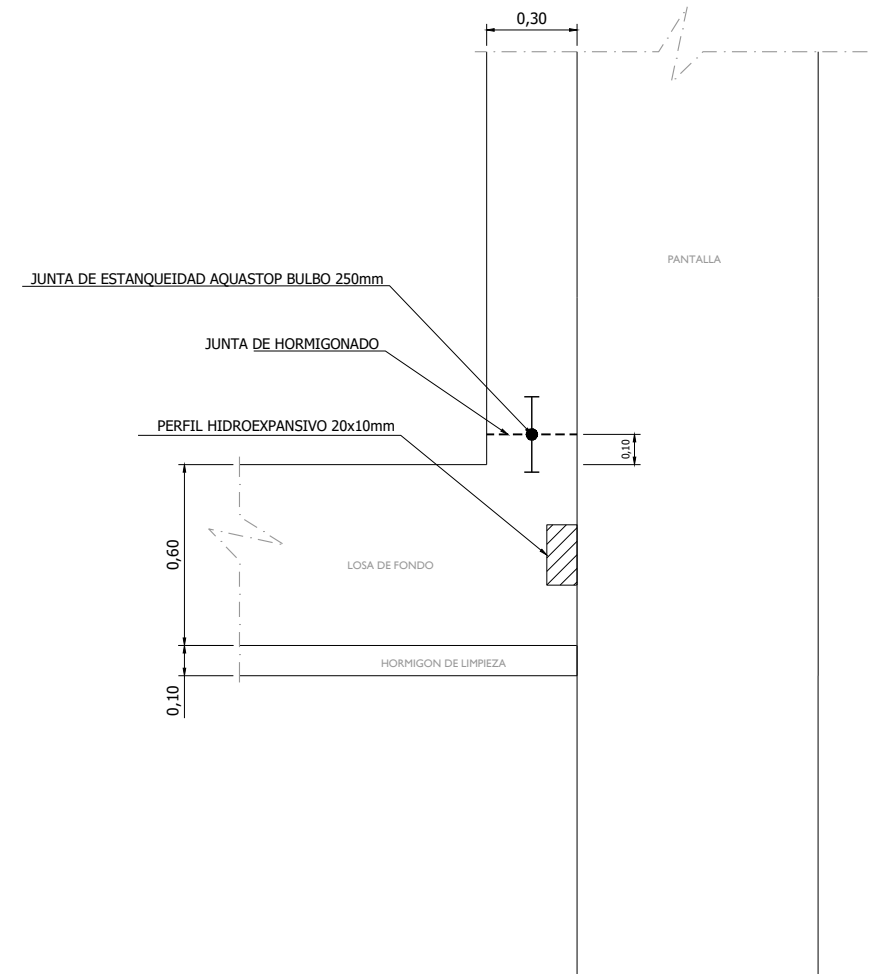 0,30
PANTALLA
JUNTA DE ESTANQUEIDAD AQUASTOP BULBO 250mm
JUNTA DE HORMIGONADO
PERFIL HIDROEXPANSIVO 20x10mm
0,10
0,60
LOSA DE FONDO
HORMIGON DE LIMPIEZA
0,10